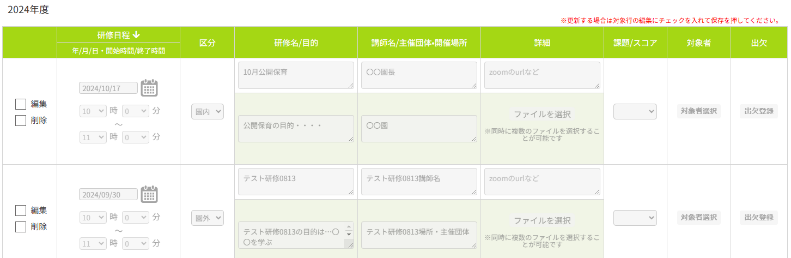 2024年度
※更新する場合は対象行の編集にチェックを入れて保存を押してください。
研修日程↓
年/月/日・開始時間/終了時間
区分
研修名/目的
講師名/主催団体・開催場所
詳細
課題/スコア
対象者
出欠
編集
削除
2024/10/17
10 時 0 分
～
11 時 0 分
園内
10月公開保育
公開保育の目的・・・・
〇〇園長
〇〇園
zoomのurlなど
ファイルを選択
※同時に複数のファイルを選択するこ
とが可能です
対象者選択
出欠登録
編集
削除
2024/09/30
10 時 0 分
～
11 時 0 分
園外
テスト研修0813
テスト研修0813の目的は…〇
〇を学ぶ
テスト研修0813講師名
テスト研修0813場所・主催団体
zoomのurlなど
ファイルを選択
※同時に複数のファイルを選択するこ
とが可能です
対象者選択
出欠登録